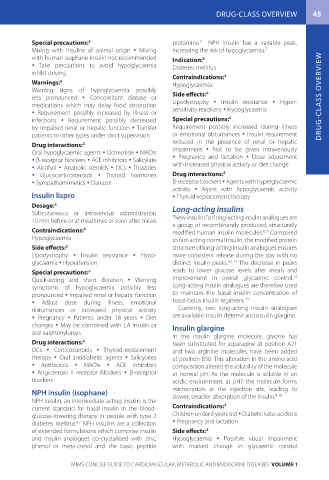 DRUG-CLASS OVERVIEW 45
Special precautions:³
Mixing with insulins of animal origin • Mixing
with human isophane insulin not recommended
• Take precautions to avoid hypoglycaemia
whilst driving
Warnings:³
Warning signs of hypoglycaemia possibly
less pronounced • Concomitant disease or
medications which may delay food absorption
• Requirement possibly increased by illness or
infections • Requirement possibly decreased
by impaired renal or hepatic function • Transfer
patients to other types under strict supervision
Drug interactions:³
Oral hypoglycaemic agents • Octreotide • MAOIs
• β-receptor blockers • ACE inhibitors • Salicylate
• Alcohol • Anabolic steroids • OCs • Thiazides
• Glucocorticosteroids • Thyroid hormones
• Sympathomimetics • Danazol
Insulin lispro
Dosage:³
Subcutaneous or intravenous administration
15 min before or at mealtimes or soon after meals
Contraindications:³
Hypoglycaemia
Side effects:³
Lipodystrophy • Insulin resistance • Hypo-
glycaemia • Hypertension
Special precautions:³
Quick-acting and short duration • Warning
symptoms of hypoglycaemia possibly less
pronounced • Impaired renal or hepatic function
• Adjust dose during illness, emotional
disturbances or increased physical activity
• Pregnancy • Patients under 18 years • Diet
changes • May be combined with LA insulin or
oral sulphonylureas
Drug interactions:³
OCs • Corticosteroids • Thyroid-replacement
therapy • Oral antidiabetic agents • Salicylates
• Antibiotics • MAOIs • ACE inhibitors
• Angiotensin II receptor blockers • β-receptor
blockers
NPH insulin (isophane)
NPH insulin, an intermediate acting insulin, is the
current standard for basal insulin in the blood-
glucose-lowering therapy in people with type 2
diabetes mellitus. NPH insulins are a collection
of extended formulations which comprise insulin
and insulin analogues co-crystallised with zinc,
phenol or meta-cresol and the basic peptide
protamine. NPH insulin has a variable peak,
increasing the risk of hypoglycaemia.
Indication:³
Diabetes mellitus
Contraindications:³
Hypoglycaemia
Side effects:³
Lipodystrophy • Insulin resistance • Hyper-
sensitivity reactions • Hypoglycaemia
Special precautions:³
Requirement possibly increased during illness
or emotional disturbances • Insulin requirement
reduced in the presence of renal or hepatic
impairment • Not to be given intravenously
• Pregnancy and lactation • Dose adjustment
with increased physical activity or diet change
Drug interactions:³
β-receptor blockers • Agents with hyperglycaemic
activity • Agent with hypoglycaemic activity
• Thyroid-replacement therapy
Long-acting insulins
"New insulins" or long-acting insulin analogues are
a group of recombinantly produced, structurally
modified human insulin molecules. Compared
to fast-acting normal insulin, the modified protein
structure of long-acting insulin analogues ensures
more consistent release during the day with no
distinct insulin peaks. The decrease in peaks
leads to lower glucose levels after meals and
improvement in overall glycaemic control.
Long-acting insulin analogues are therefore used
to maintain the basal insulin concentration of
basal-bolus insulin regimens.
Currently, two long-acting insulin analogues
are available: insulin detemir and insulin glargine.
Insulin glargine
In the insulin glargine molecule, glycine has
been substituted for asparagine at position A21
and two arginine molecules have been added
at position B30. This alteration in the amino acid
composition altered the solubility of the molecule
at normal pH. As the molecule is soluble in an
acidic environment, at pH7 the molecule forms
microcrystals at the injection site, leading to
slower, steadier absorption of the insulin.
Contraindications:³
Children under 6 years old • Diabetic keto-acidosis
• Pregnancy and lactation
Side effects:³
Hypoglycaemia • Possible visual impairment
with marked change in glycaemic control
DRUG-CLASS OVERVIEW
MIMS CONCISE GUIDE TO CARDIOVASCULAR, METABOLIC AND ENDOCRINE DISEASES VOLUME 1